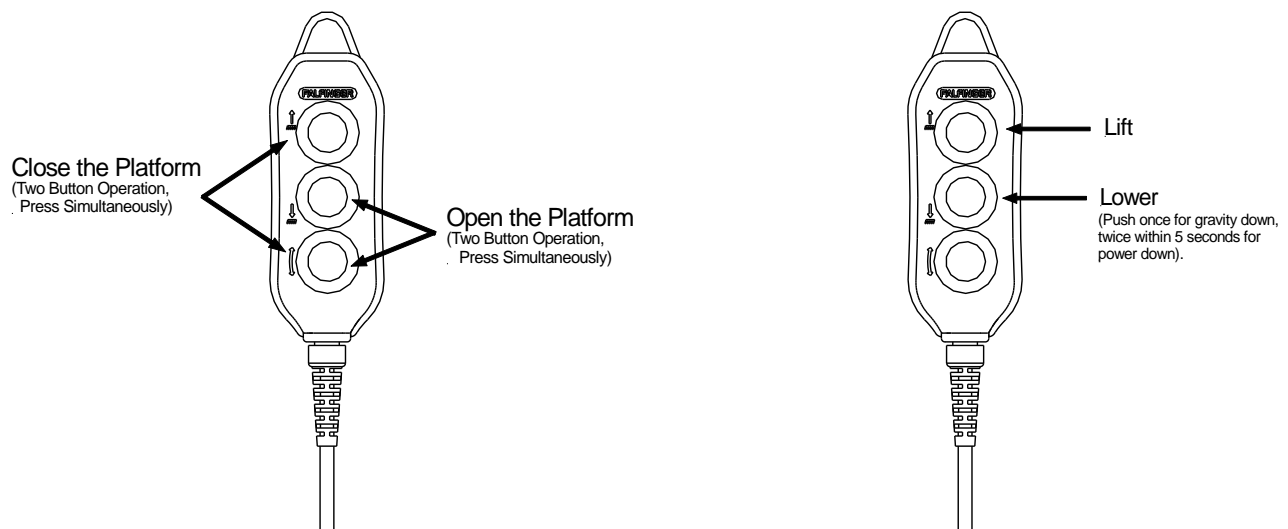 PALFINGER
Close the Platform
(Two Button Operation,
Press Simultaneously)
Open the Platform
(Two Button Operation,
Press Simultaneously)
PALFINGER
Lift
Lower
(Push once for gravity down,
twice within 5 seconds for
power down).